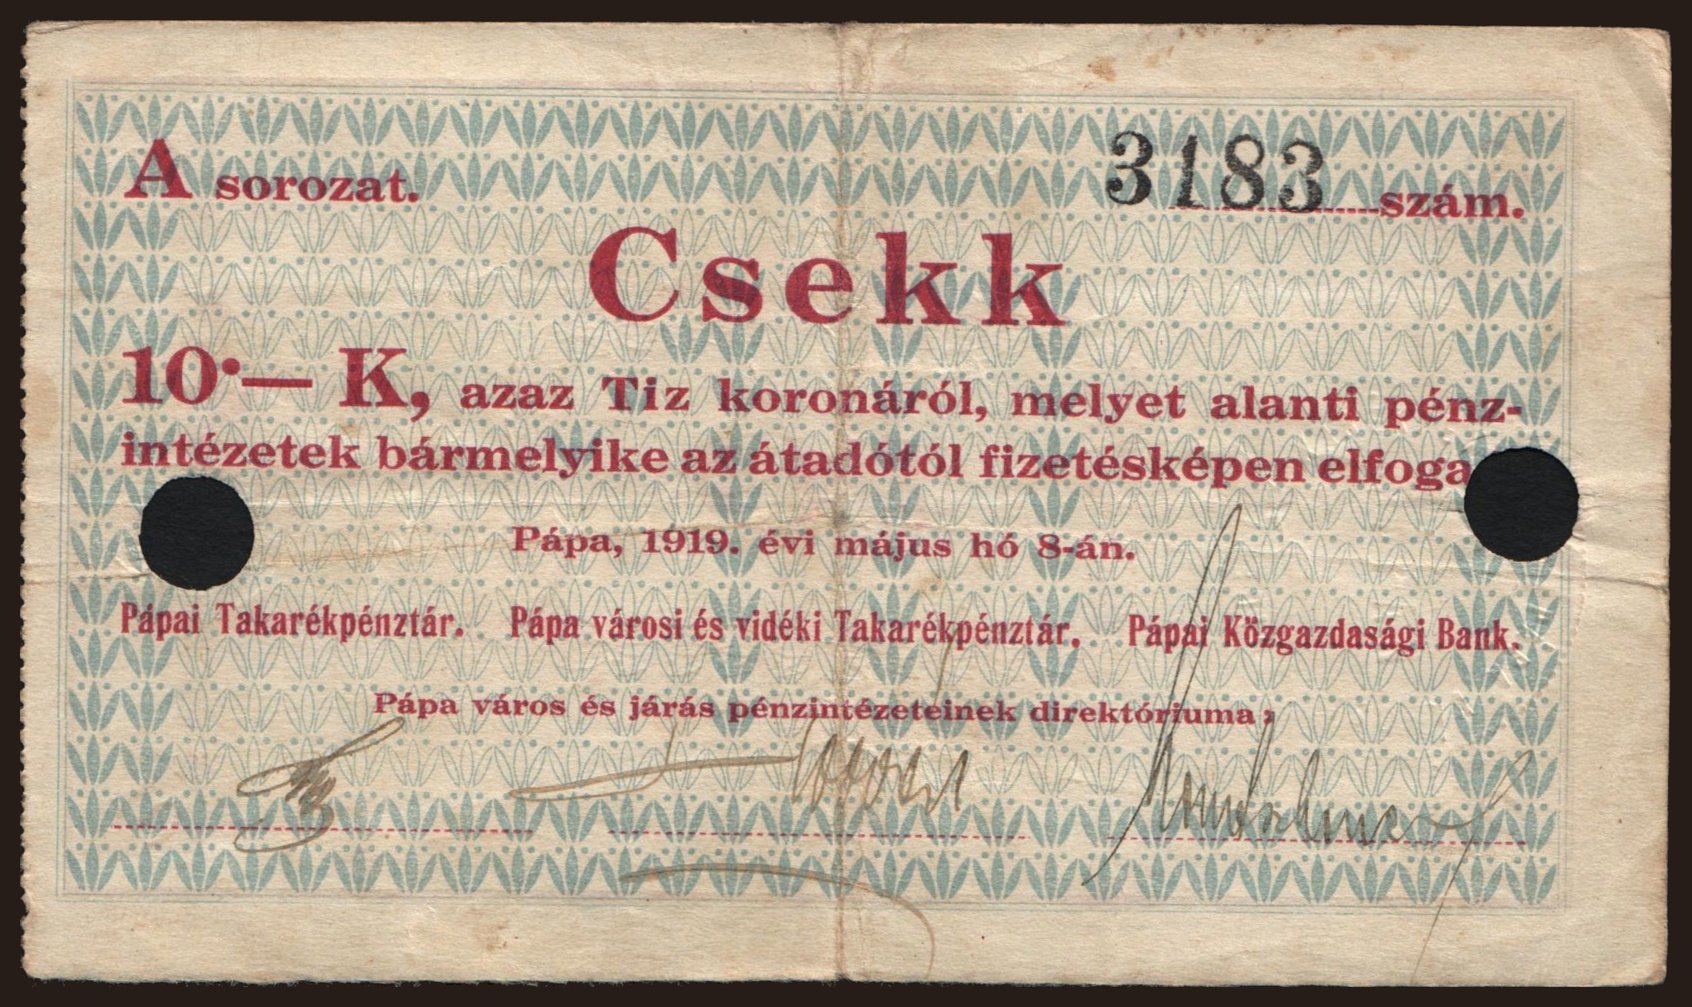 A sorozat. 3183 szám.
Csekk
10·— K, azaz Tiz koronáról, melyet alanti pénz-
intézetek bármelyike az átadótól fizetésképen elfoga
Pápa, 1919. évi május hó 8-án.
Pápai Takarékpénztár. Pápa városi és vidéki Takarékpénztár. Pápai Közgazdasági Bank.
Pápa város és járás pénzintézeteinek direktóriuma: